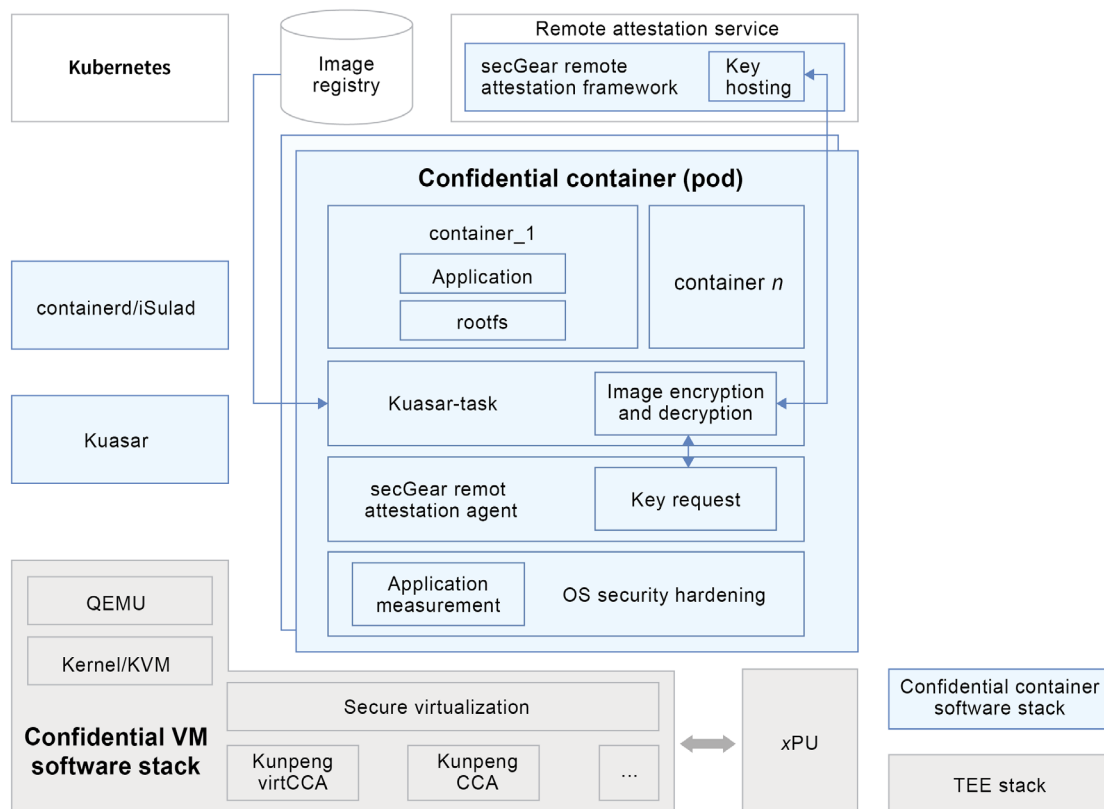 Kubernetes
Image
registry
Remote attestation service
secGear remote
attestation framework
Key
hosting
Confidential container (pod)
container_1
Application
rootfs
container n
containerd/iSulad
Kuasar
Kuasar-task
Image encryption
and decryption
secGear remot
attestation agent
Key request
Application
measurement
OS security hardening
QEMU
Kernel/KVM
Confidential VM
software stack
Secure virtualization
Kunpeng
virtCCA
Kunpeng
CCA
...
xPU
Confidential container
software stack
TEE stack